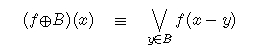 (f⊕B)(x) ≡ ⋁_{y∈B} f(x − y)